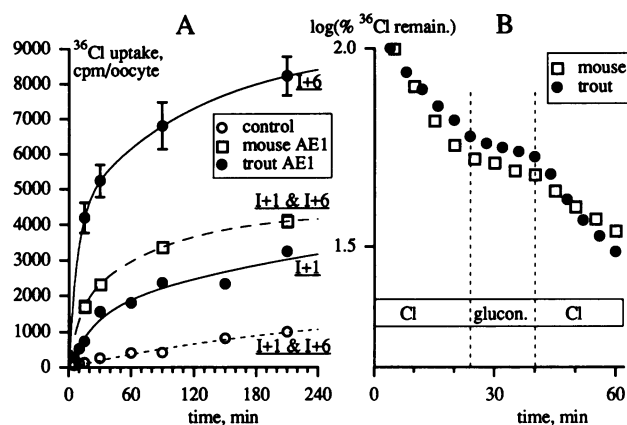 A
³⁶Cl uptake,
cpm/oocyte
9000
8000
7000
6000
5000
4000
3000
2000
1000
0
I+6
control
mouse AE1
trout AE1
I+1 & I+6
I+1
I+1 & I+6
0 60 120 180 240
time, min
B
log(% ³⁶Cl remain.)
2.0
1.5
mouse
trout
Cl glucon. Cl
0 30 60
time, min